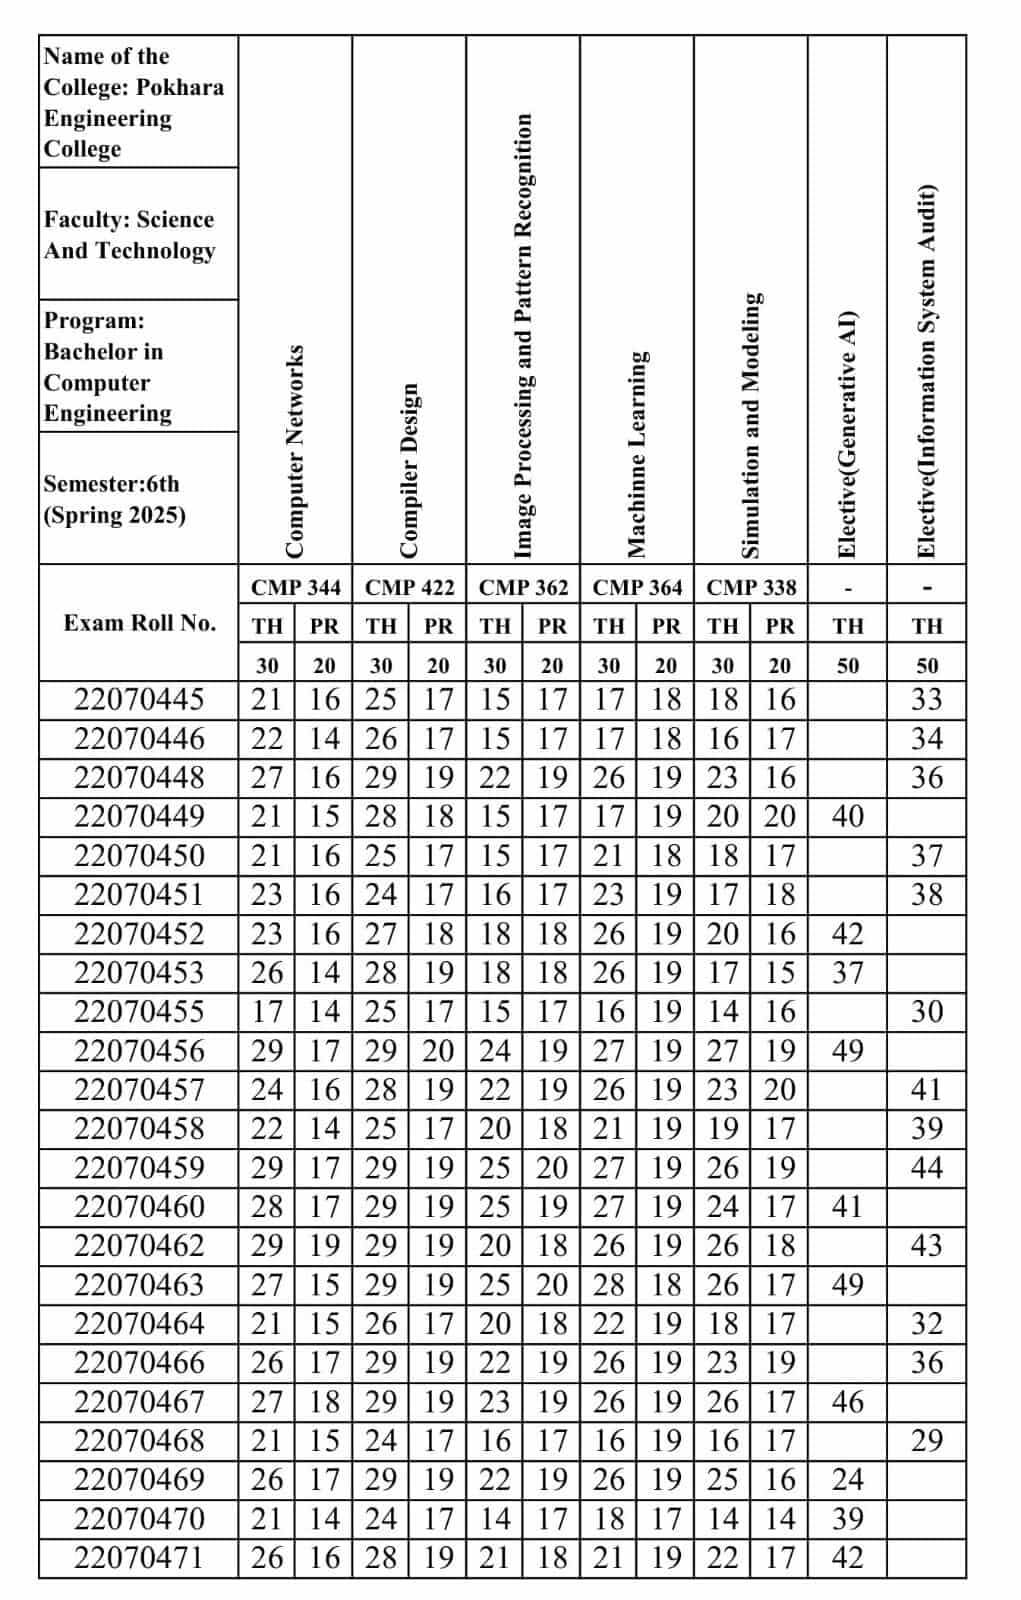 Name of the
College: Pokhara
Engineering
College
Faculty: Science
And Technology
Program:
Bachelor in
Computer
Engineering
Semester:6th
(Spring 2025)
Computer Networks
Compiler Design
Image Processing and Pattern Recognition
Machinne Learning
Simulation and Modeling
Elective(Generative AI)
Elective(Information System Audit)
Exam Roll No.
CMP 344 CMP 422 CMP 362 CMP 364 CMP 338 - -
TH PR TH PR TH PR TH PR TH PR TH TH
30 20 30 20 30 20 30 20 30 20 50 50
22070445 21 16 25 17 15 17 17 18 18 16 33
22070446 22 14 26 17 15 17 17 18 16 17 34
22070448 27 16 29 19 22 19 26 19 23 16 36
22070449 21 15 28 18 15 17 17 19 20 20 40
22070450 21 16 25 17 15 17 21 18 18 17 37
22070451 23 16 24 17 16 17 23 19 17 18 38
22070452 23 16 27 18 18 18 26 19 20 16 42
22070453 26 14 28 19 18 18 26 19 17 15 37
22070455 17 14 25 17 15 17 16 19 14 16 30
22070456 29 17 29 20 24 19 27 19 27 19 49
22070457 24 16 28 19 22 19 26 19 23 20 41
22070458 22 14 25 17 20 18 21 19 19 17 39
22070459 29 17 29 19 25 20 27 19 26 19 44
22070460 28 17 29 19 25 19 27 19 24 17 41
22070462 29 19 29 19 20 18 26 19 26 18 43
22070463 27 15 29 19 25 20 28 18 26 17 49
22070464 21 15 26 17 20 18 22 19 18 17 32
22070466 26 17 29 19 22 19 26 19 23 19 36
22070467 27 18 29 19 23 19 26 19 26 17 46
22070468 21 15 24 17 16 17 16 19 16 17 29
22070469 26 17 29 19 22 19 26 19 25 16 24
22070470 21 14 24 17 14 17 18 17 14 14 39
22070471 26 16 28 19 21 18 21 19 22 17 42